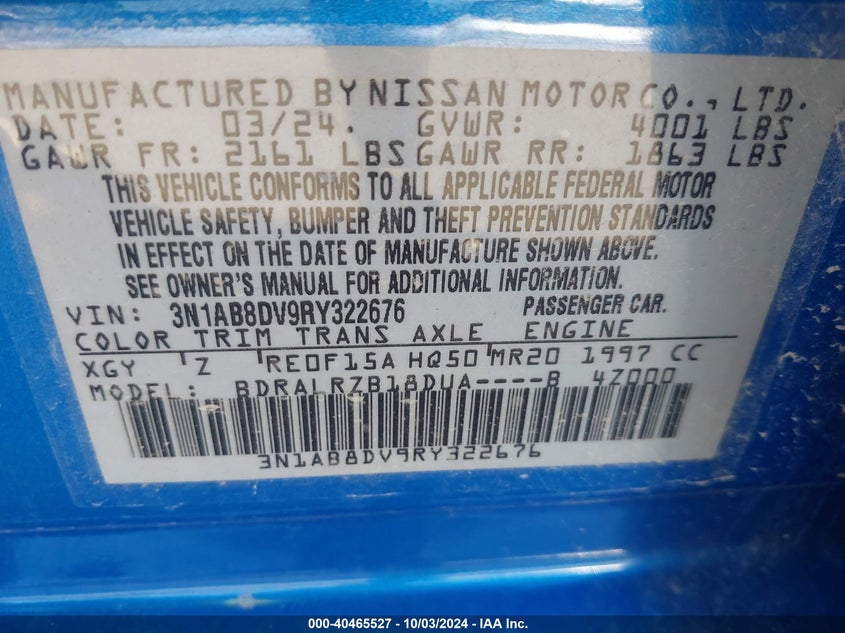 MANUFACTURED BY NISSAN MOTOR CO., LTD.
DATE: 03/24. GVWR: 4001 LBS
GAWR FR: 2161 LBS GAWR RR: 1863 LBS
THIS VEHICLE CONFORMS TO ALL APPLICABLE FEDERAL MOTOR
VEHICLE SAFETY, BUMPER AND THEFT PREVENTION STANDARDS
IN EFFECT ON THE DATE OF MANUFACTURE SHOWN ABOVE.
SEE OWNER'S MANUAL FOR ADDITIONAL INFORMATION.
VIN: 3N1AB8DV9RY322676 PASSENGER CAR.
COLOR TRIM TRANS AXLE ENGINE
XGY Z RE0F15A HQ50 MR20 1997 CC
MODEL: BDRALRZB18DUA----B 4Z000
3N1AB8DV9RY322676
000-40465527 - 10/03/2024 - IAA Inc.